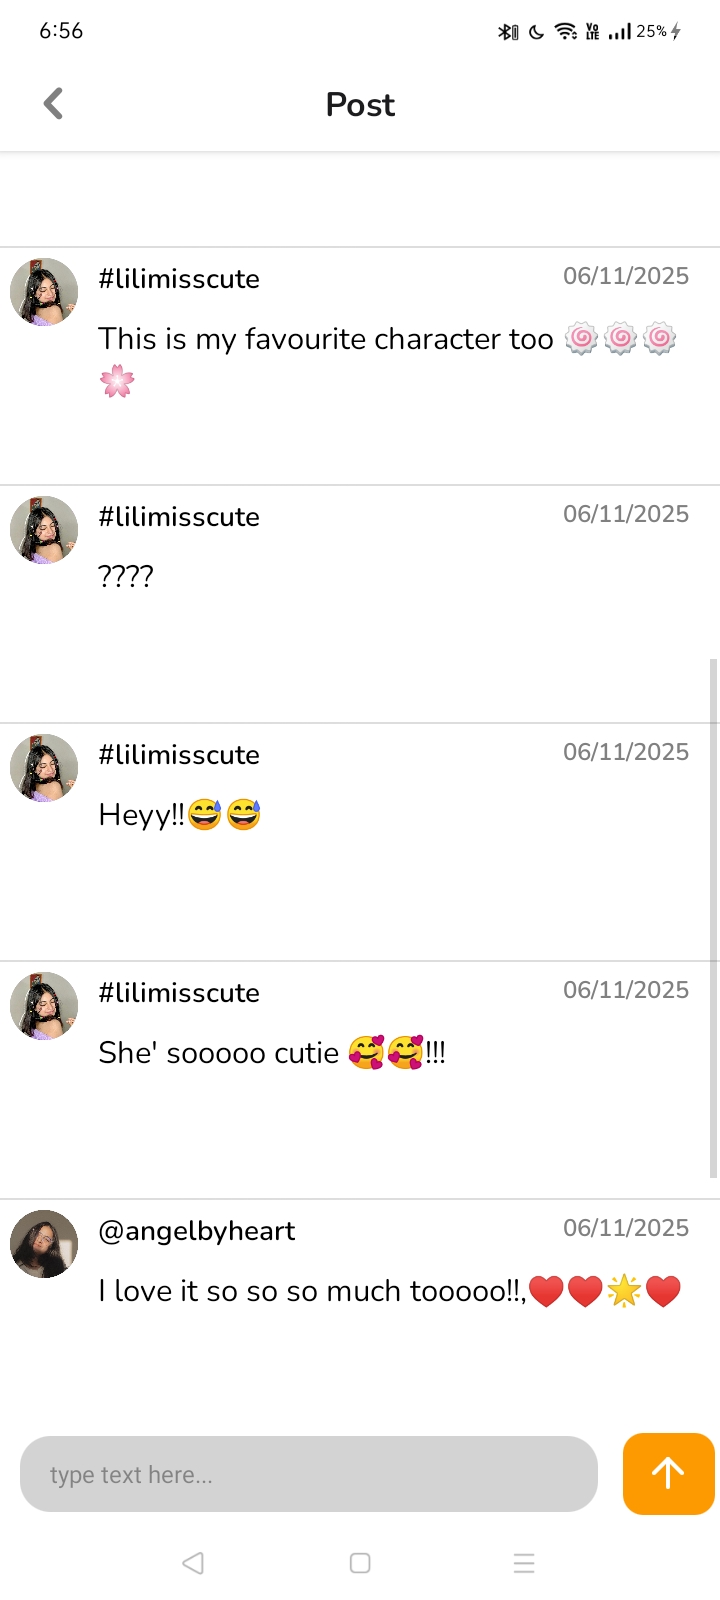 6:56
25%
Post
#lilimisscute
06/11/2025
This is my favourite character too 🍥🍥🍥
🌸
#lilimisscute
06/11/2025
????
#lilimisscute
06/11/2025
Heyy!!😅😅
#lilimisscute
06/11/2025
She' sooooo cutie 🥰🥰!!!
@angelbyheart
06/11/2025
I love it so so so much tooooo!!,♥️♥️🌟♥️
type text here...